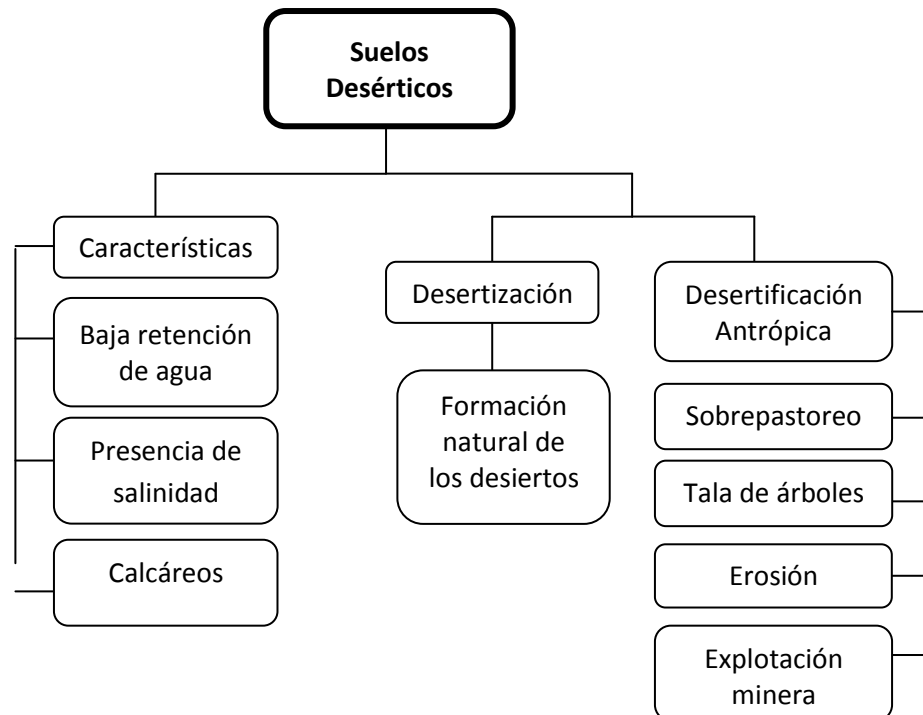 Suelos
Desérticos
Características
Baja retención
de agua
Presencia de
salinidad
Calcáreos
Desertización
Formación
natural de
los desiertos
Desertificación
Antrópica
Sobrepastoreo
Tala de árboles
Erosión
Explotación
minera